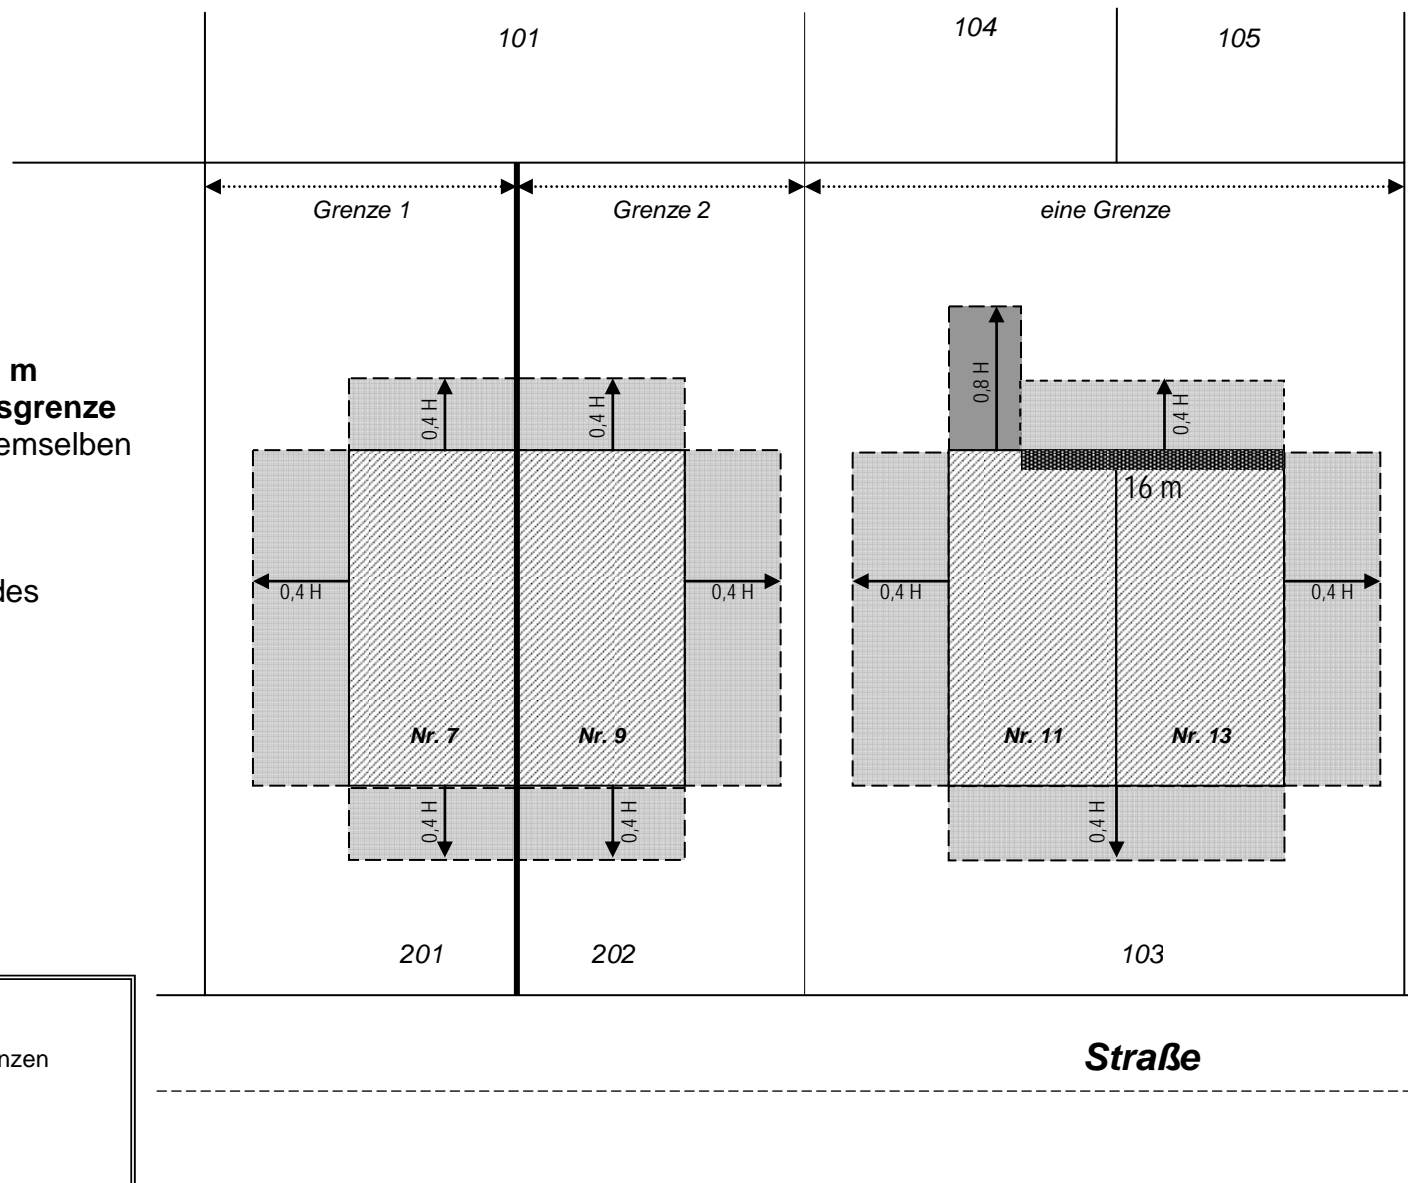 101
104
105
Grenze 1
Grenze 2
eine Grenze
m
sgrenze
emselben
des
0,4 H
0,4 H
0,8 H
0,4 H
16 m
0,4 H
0,4 H
0,4 H
0,4 H
Nr. 7
Nr. 9
Nr. 11
Nr. 13
0,4 H
0,4 H
0,4 H
201
202
103
nzen
Straße